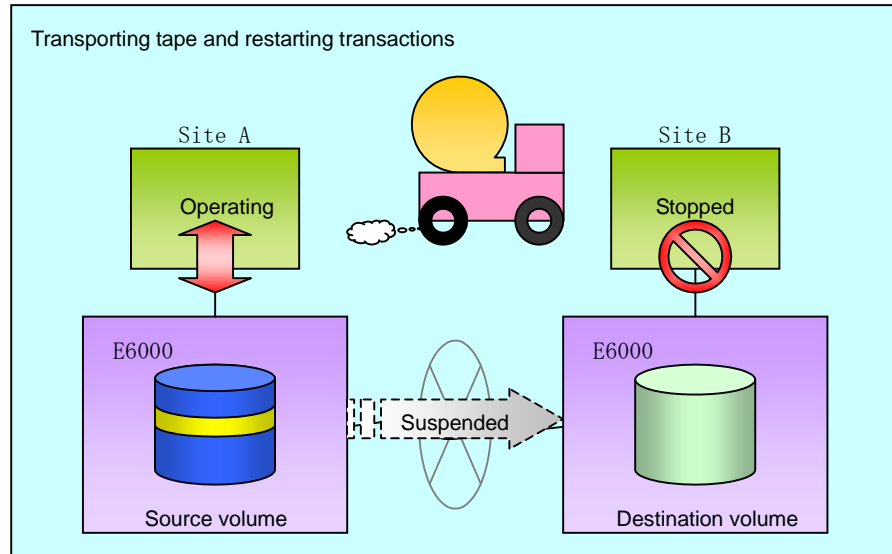 Transporting tape and restarting transactions
Site A
Site B
Operating
Stopped
E6000
E6000
Suspended
Source volume
Destination volume